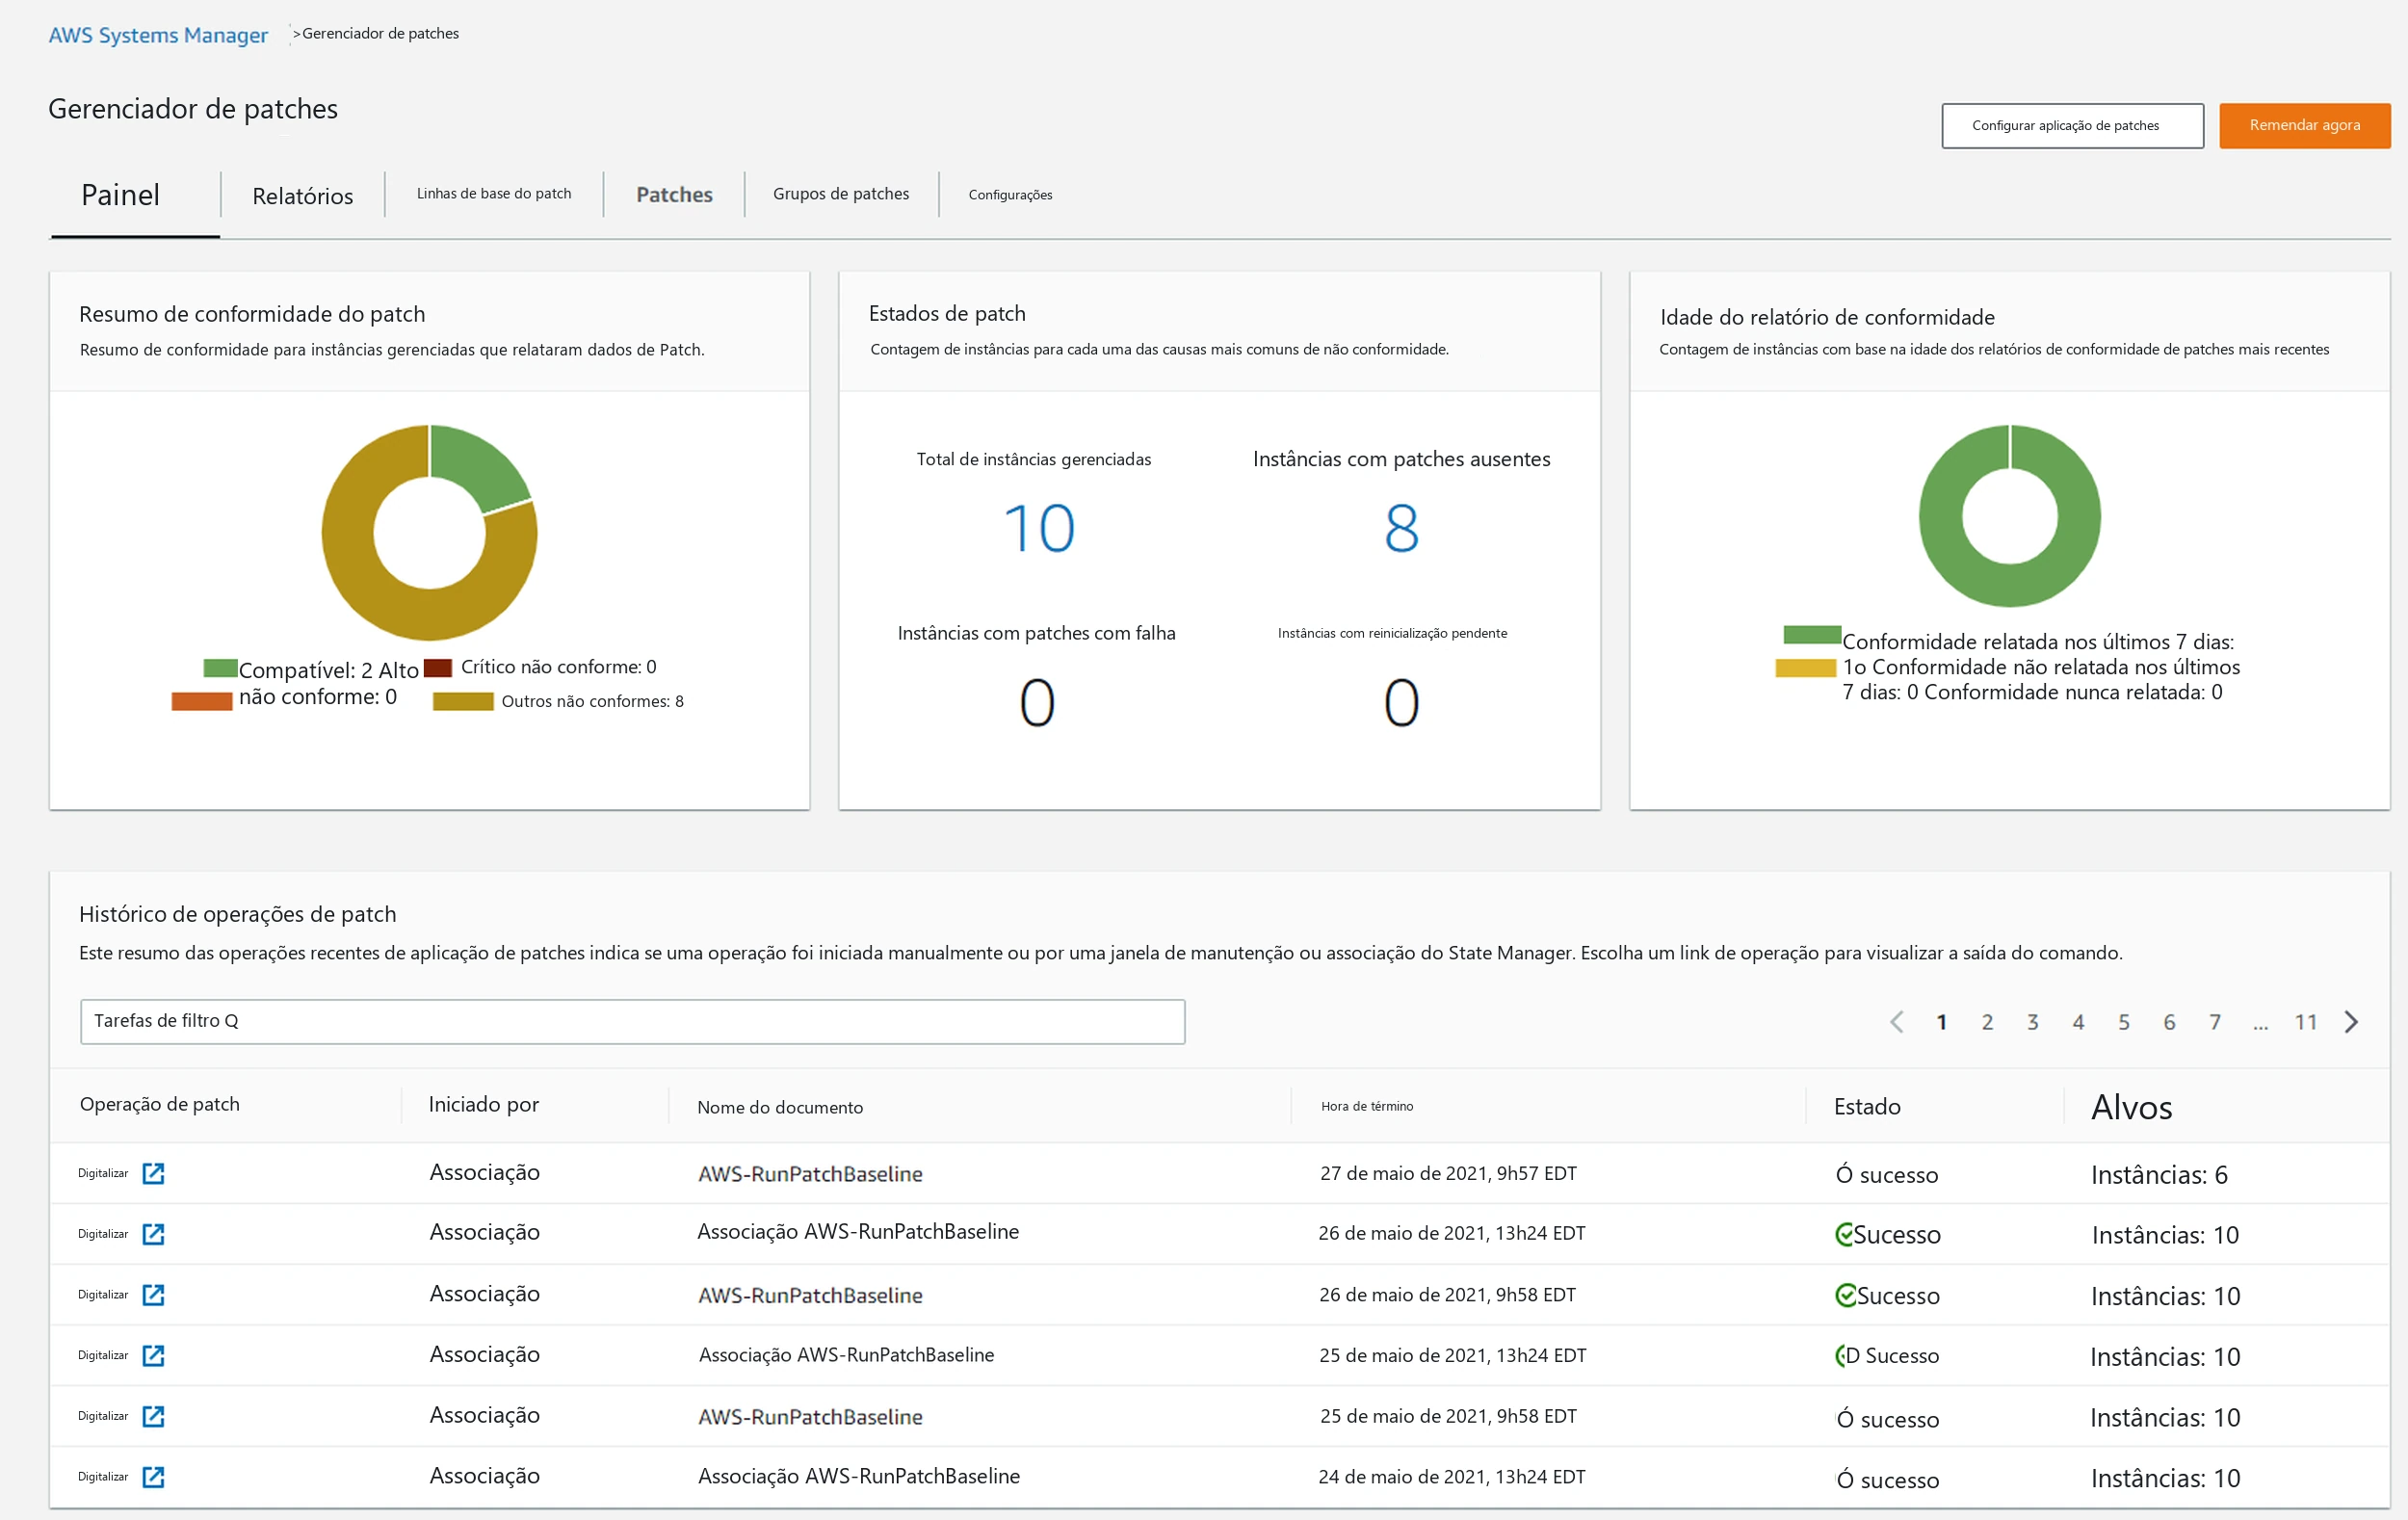 AWS Systems Manager >Gerenciador de patches
Gerenciador de patches
Configurar aplicação de patches
Remendar agora
Painel
Relatórios
Linhas de base do patch
Patches
Grupos de patches
Configurações
Resumo de conformidade do patch
Resumo de conformidade para instâncias gerenciadas que relataram dados de Patch.
Compatível: 2 Alto
não conforme: 0
Crítico não conforme: 0
Outros não conformes: 8
Estados de patch
Contagem de instâncias para cada uma das causas mais comuns de não conformidade.
Total de instâncias gerenciadas
10
Instâncias com patches ausentes
8
Instâncias com patches com falha
0
Instâncias com reinicialização pendente
0
Idade do relatório de conformidade
Contagem de instâncias com base na idade dos relatórios de conformidade de patches mais recentes
Conformidade relatada nos últimos 7 dias:
1o Conformidade não relatada nos últimos
7 dias: 0 Conformidade nunca relatada: 0
Histórico de operações de patch
Este resumo das operações recentes de aplicação de patches indica se uma operação foi iniciada manualmente ou por uma janela de manutenção ou associação do State Manager. Escolha um link de operação para visualizar a saída do comando.
Tarefas de filtro Q
1 2 3 4 5 6 7 ... 11
Operação de patch Iniciado por Nome do documento Hora de término Estado Alvos
Digitalizar Associação AWS-RunPatchBaseline 27 de maio de 2021, 9h57 EDT Ó sucesso Instâncias: 6
Digitalizar Associação Associação AWS-RunPatchBaseline 26 de maio de 2021, 13h24 EDT Sucesso Instâncias: 10
Digitalizar Associação AWS-RunPatchBaseline 26 de maio de 2021, 9h58 EDT Sucesso Instâncias: 10
Digitalizar Associação Associação AWS-RunPatchBaseline 25 de maio de 2021, 13h24 EDT D Sucesso Instâncias: 10
Digitalizar Associação AWS-RunPatchBaseline 25 de maio de 2021, 9h58 EDT Ó sucesso Instâncias: 10
Digitalizar Associação Associação AWS-RunPatchBaseline 24 de maio de 2021, 13h24 EDT Ó sucesso Instâncias: 10